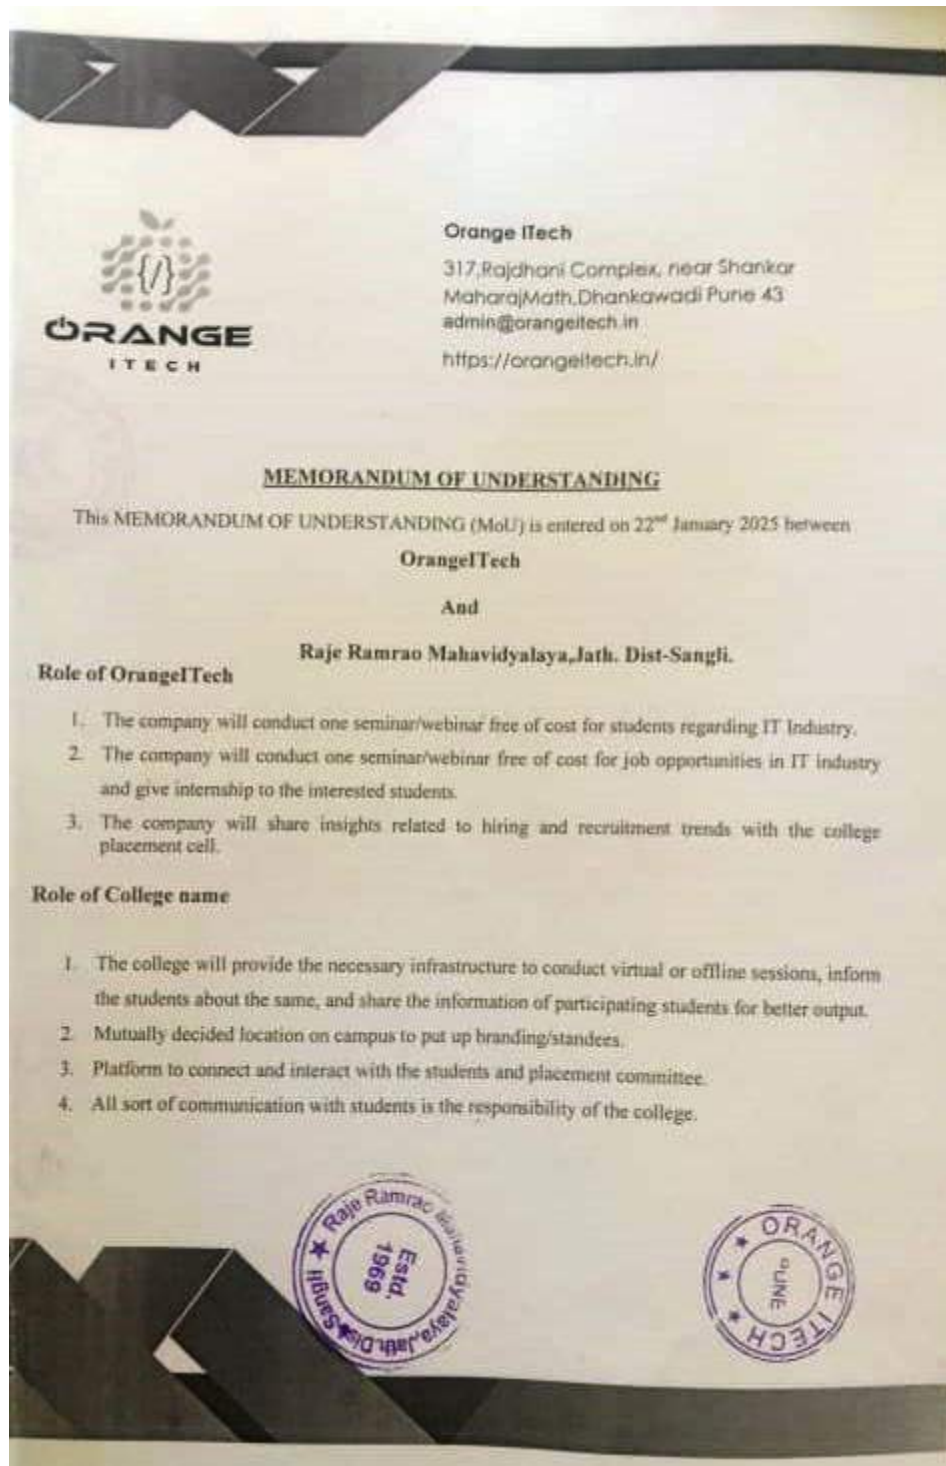 {/}
ORANGE
ITECH
Orange ITech
317,Rajdhani Complex, near Shankar
MaharajMath,Dhankawadi Pune 43
admin@orangeitech.in
https://orangeitech.in/
MEMORANDUM OF UNDERSTANDING
This MEMORANDUM OF UNDERSTANDING (MoU) is entered on 22nd January 2025 between
OrangeITech
And
Raje Ramrao Mahavidyalaya,Jath. Dist-Sangli.
Role of OrangeITech
1. The company will conduct one seminar/webinar free of cost for students regarding IT Industry.
2. The company will conduct one seminar/webinar free of cost for job opportunities in IT industry
and give internship to the interested students.
3. The company will share insights related to hiring and recruitment trends with the college
placement cell.
Role of College name
1. The college will provide the necessary infrastructure to conduct virtual or offline sessions, inform
the students about the same, and share the information of participating students for better output.
2. Mutually decided location on campus to put up branding/standees.
3. Platform to connect and interact with the students and placement committee.
4. All sort of communication with students is the responsibility of the college.
Raje Ramrao Mahavidyalaya,Jath.Dist-Sangli
Estd.
1969
ORANGE ITECH
PUNE